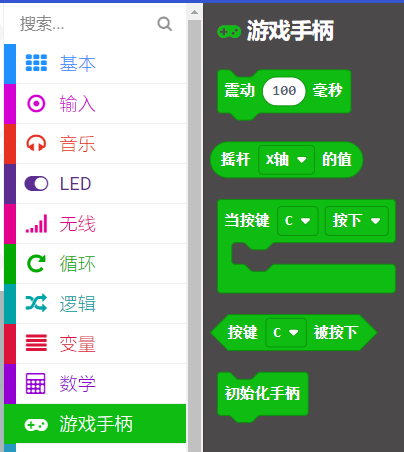 搜索...
基本
输入
音乐
LED
无线
循环
逻辑
变量
数学
游戏手柄
游戏手柄
震动 100 毫秒
摇杆 X轴 的值
当按键 C 按下
按键 C 被按下
初始化手柄